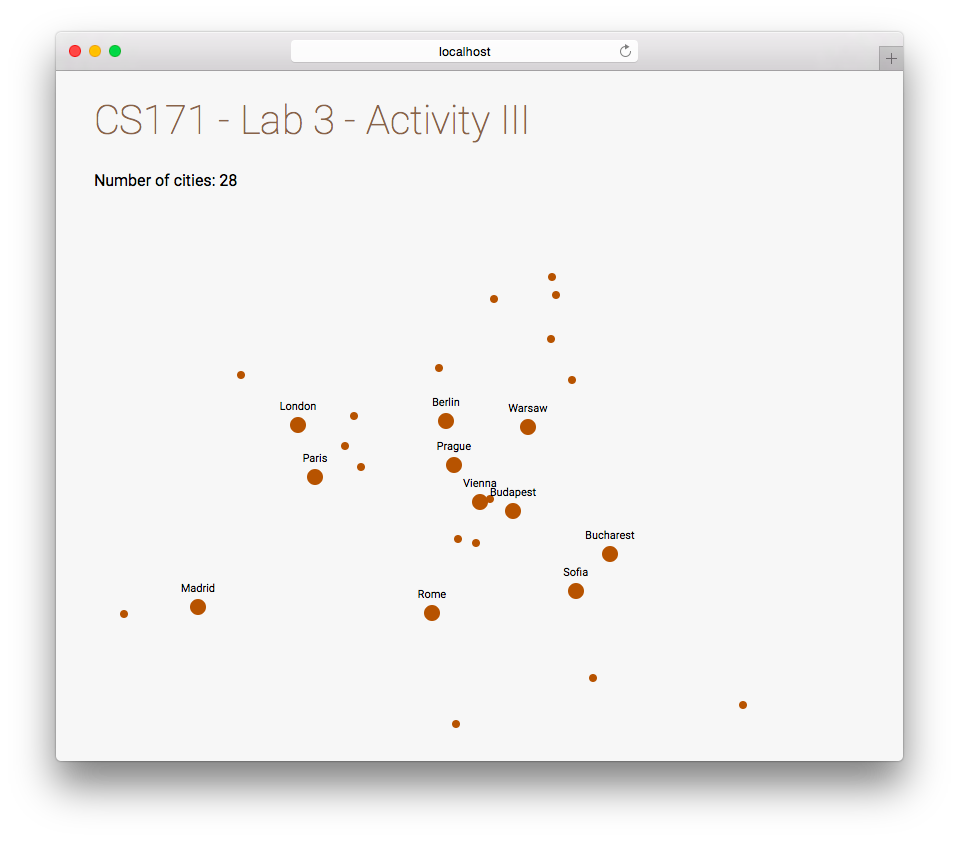 localhost
CS171 - Lab 3 - Activity III
Number of cities: 28
London
Berlin
Warsaw
Prague
Paris
Vienna
Budapest
Bucharest
Sofia
Madrid
Rome